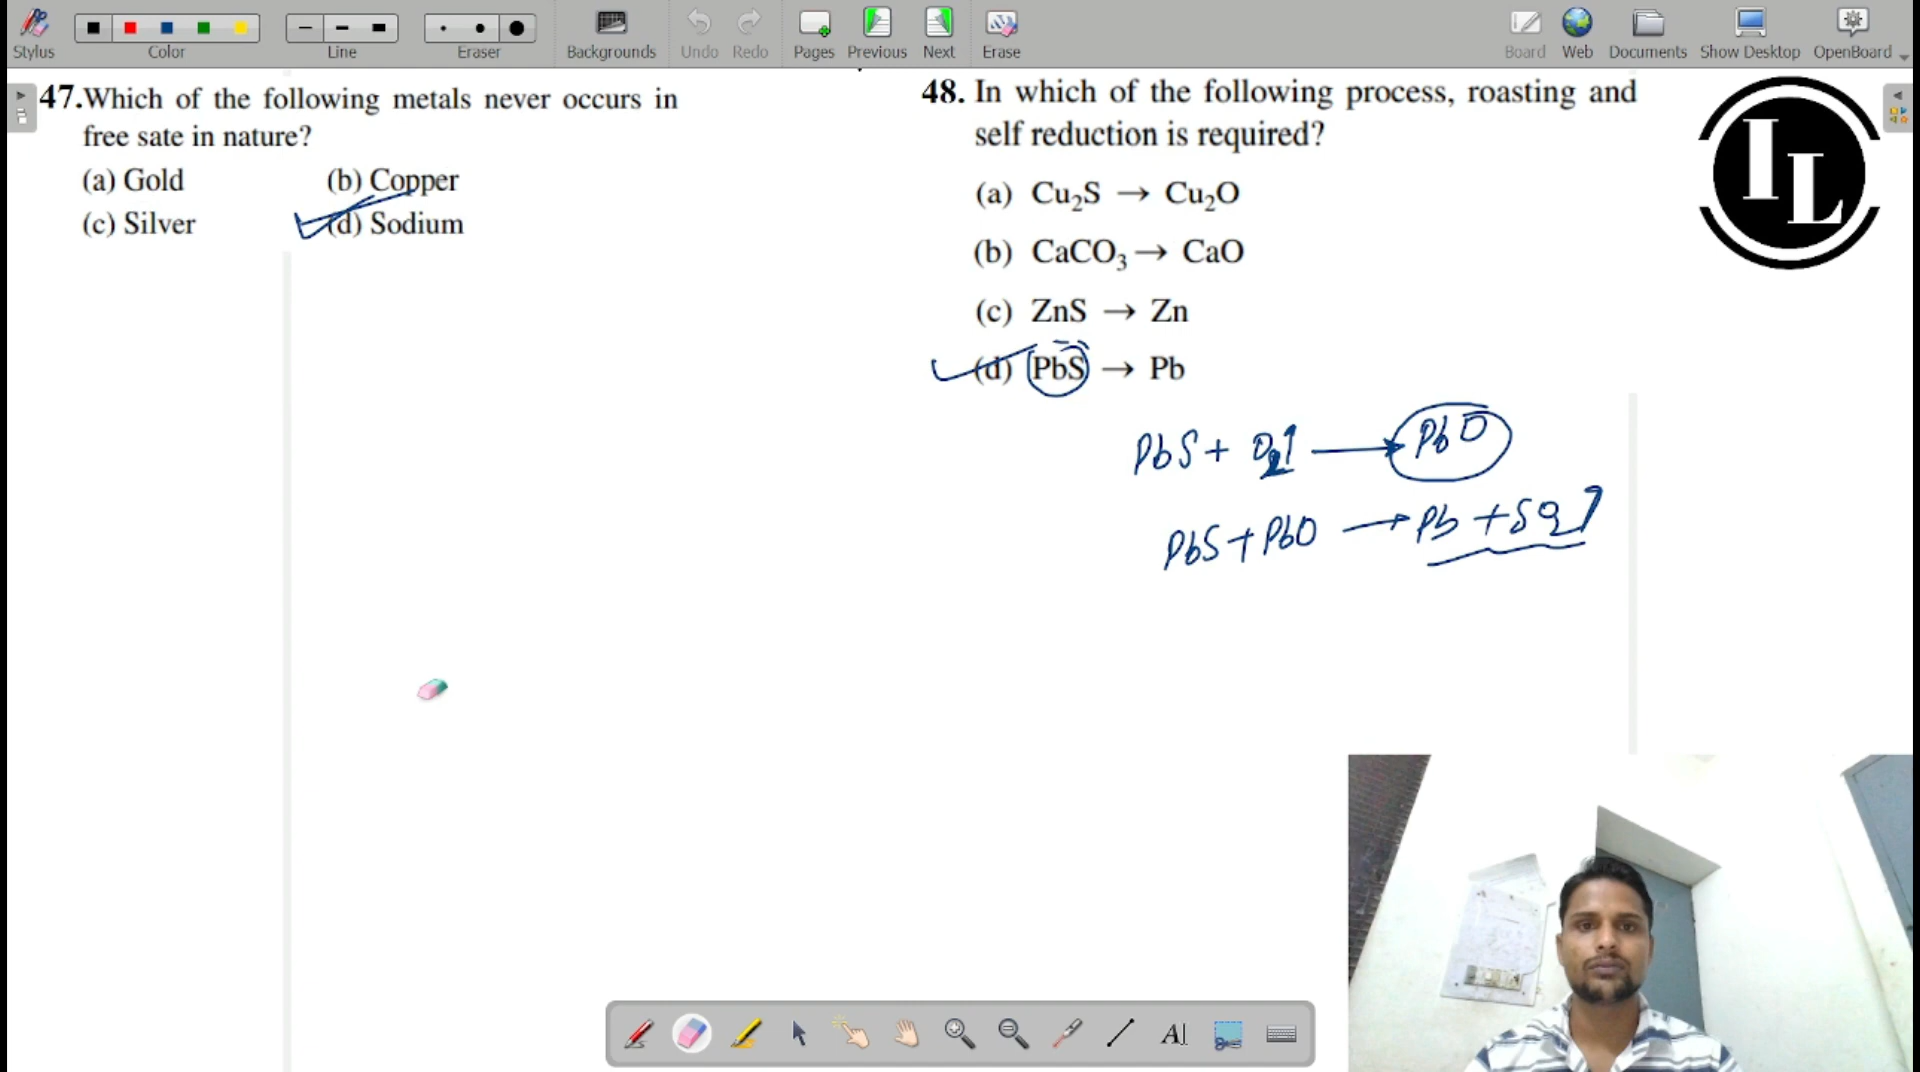 Stylus
Color
Line
Eraser
Backgrounds
Undo
Redo
Pages
Previous
Next
Erase
Board
Web
Documents
Show Desktop
OpenBoard
47.Which of the following metals never occurs in
free sate in nature?
(a) Gold (b) Copper
(c) Silver (d) Sodium
48. In which of the following process, roasting and
self reduction is required?
(a) Cu₂S → Cu₂O
(b) CaCO₃ → CaO
(c) ZnS → Zn
(d) PbS → Pb
PbS + O₂↑ → PbO
PbS + PbO → Pb + SO₂↑
IL
AI